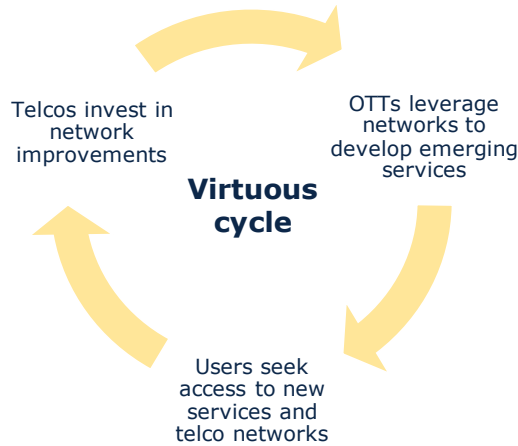 Telcos invest in
network
improvements
OTTs leverage
networks to
develop emerging
services
Virtuous
cycle
Users seek
access to new
services and
telco networks